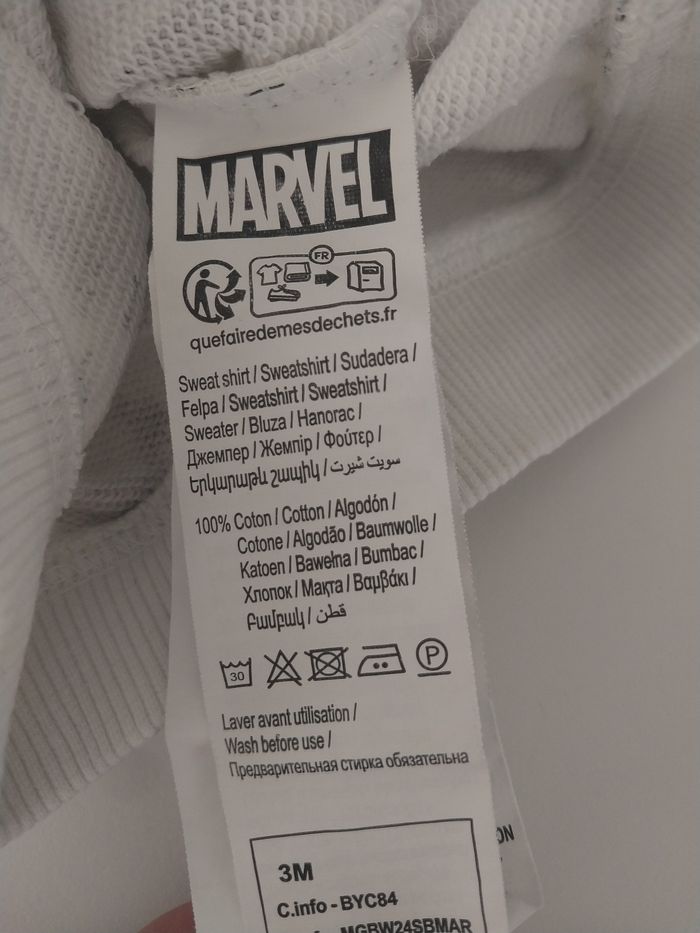 MARVEL
FR
quefairedemesdechets.fr
Sweat shirt / Sweatshirt / Sudadera /
Felpa / Sweatshirt / Sweatshirt /
Sweater / Bluza / Hanorac /
Джемпер / Жемпір / Φούτερ /
Երկարաթև շապիկ / سويت شيرت
100% Coton / Cotton / Algodón /
Cotone / Algodão / Baumwolle /
Katoen / Bawełna / Bumbac /
Хлопок / Мақта / Βαμβάκι /
Բամբակ / قطن
30
P
Laver avant utilisation /
Wash before use /
Предварительная стирка обязательна
ON
3M
C.info - BYC84
MGBW24SBMAR